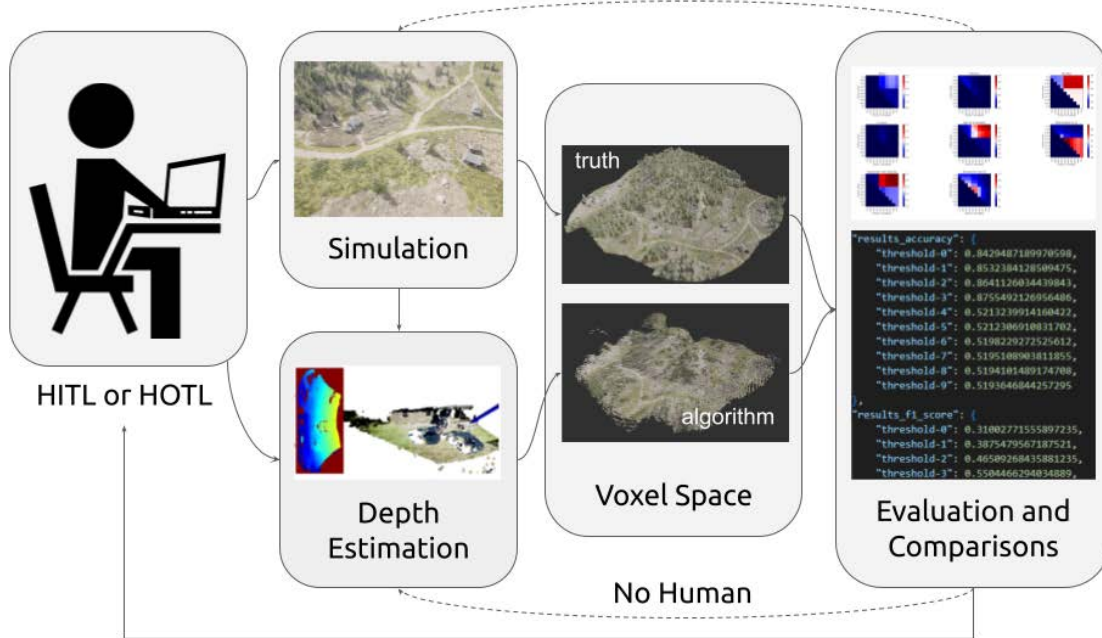 HITL or HOTL
Simulation
Depth
Estimation
truth
algorithm
Voxel Space
"results_accuracy": {
"threshold-0": 0.8429487189970598,
"threshold-1": 0.8532384128509475,
"threshold-2": 0.8641126034439843,
"threshold-3": 0.8755492126956486,
"threshold-4": 0.5213239914160422,
"threshold-5": 0.5212306910831702,
"threshold-6": 0.5198229272525612,
"threshold-7": 0.5195108903811855,
"threshold-8": 0.5194101489174708,
"threshold-9": 0.5193646844257295
},
"results_f1_score": {
"threshold-0": 0.31002771555897235,
"threshold-1": 0.3875479567187521,
"threshold-2": 0.46509268435881235,
"threshold-3": 0.5504466294034889,
Evaluation and
Comparisons
No Human